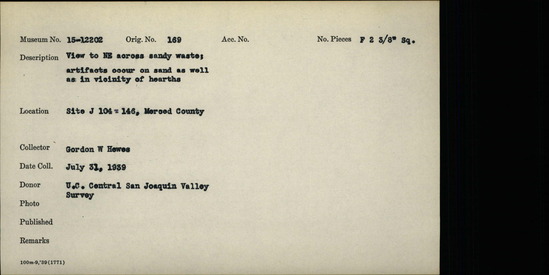 Museum No. 15-12202 Orig. No. 169 Acc. No. No. Pieces F 2 3/8" Sq.
Description View to NE across sandy waste;
artifacts occur on sand as well
as in vicinity of hearths
Location Site J 104 = 146, Merced County
Collector Gordon W Hewes
Date Coll. July 31, 1939
Donor U.C. Central San Joaquin Valley
Survey
Photo
Published
Remarks
100m-9,'39(1771)